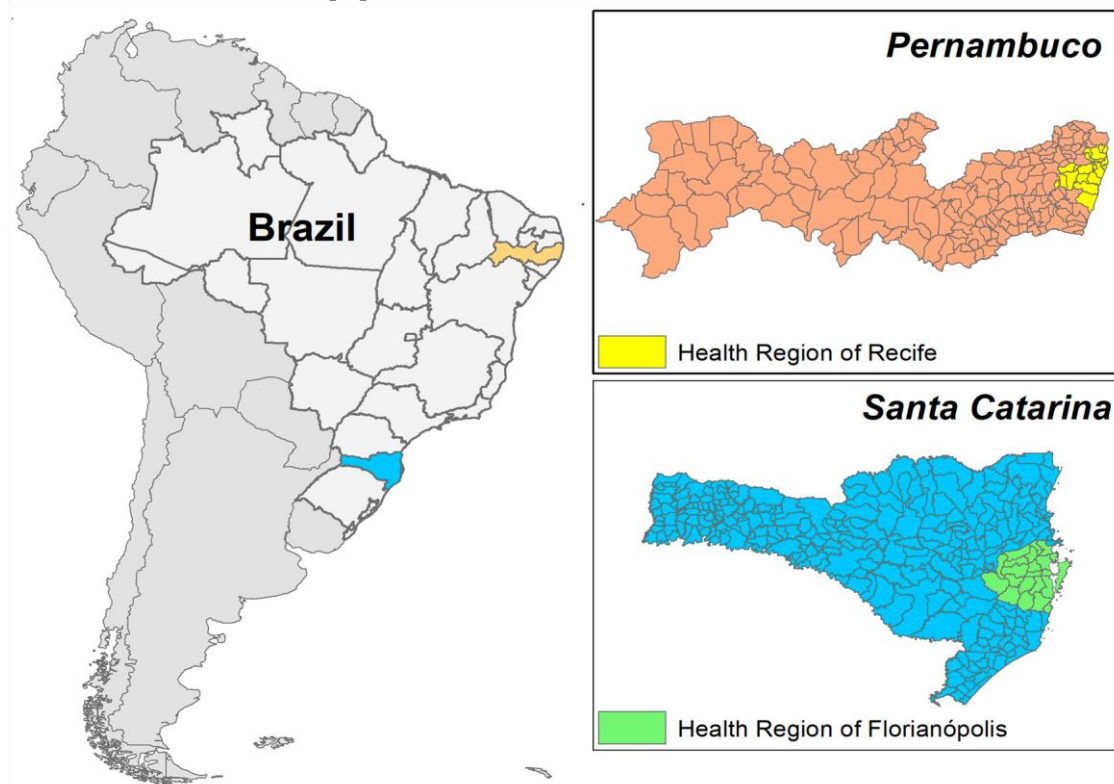 Brazil
Pernambuco
Health Region of Recife
Santa Catarina
Health Region of Florianópolis